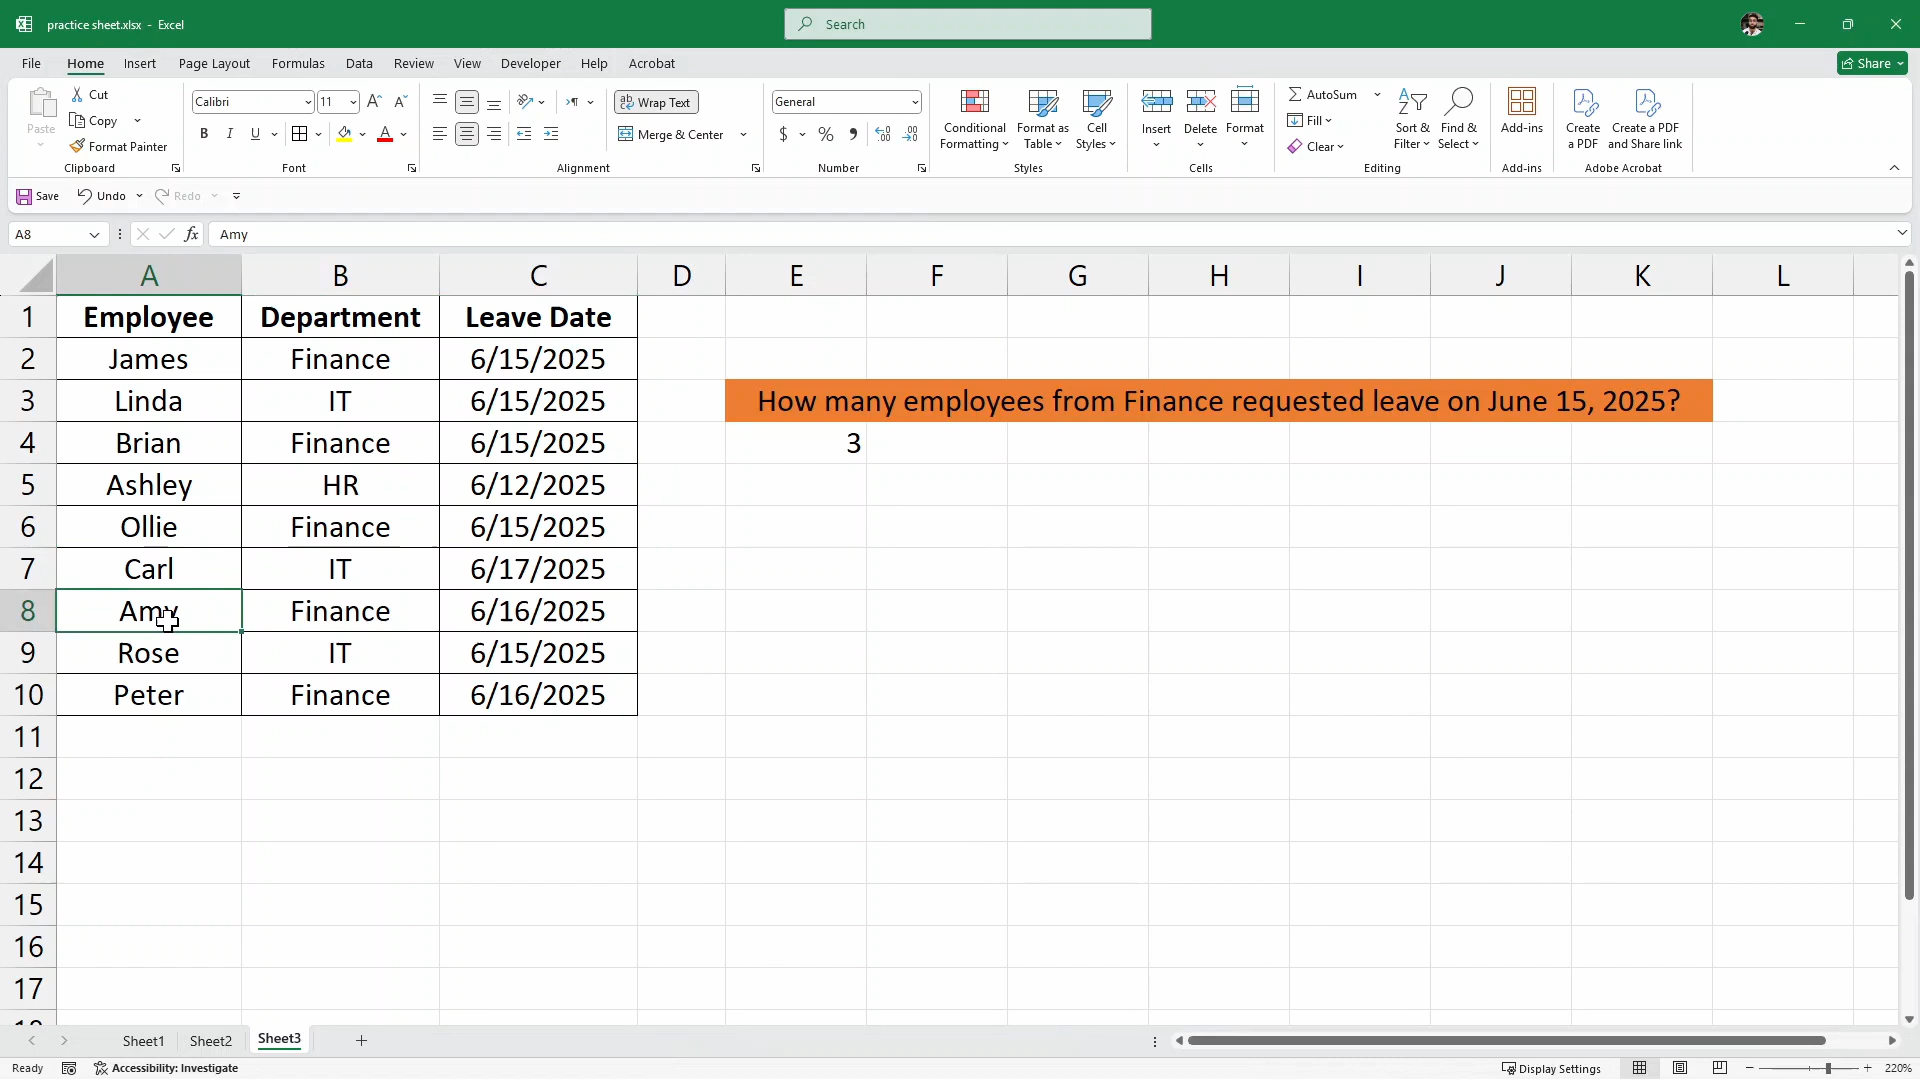 practice sheet.xlsx - Excel
Search
File Home Insert Page Layout Formulas Data Review View Developer Help Acrobat
Share
Paste
Cut
Copy
Format Painter
Clipboard
Calibri 11
B I U
Font
Wrap Text
Merge & Center
Alignment
General
$ % ,
Number
Conditional Formatting
Format as Table
Cell Styles
Styles
Insert Delete Format
Cells
AutoSum
Fill
Clear
Sort & Filter
Find & Select
Editing
Add-ins
Add-ins
Create a PDF
Create a PDF and Share link
Adobe Acrobat
Save Undo Redo
A8 fx Amy
A B C D E F G H I J K L
1 Employee Department Leave Date
2 James Finance 6/15/2025
3 Linda IT 6/15/2025 How many employees from Finance requested leave on June 15, 2025?
4 Brian Finance 6/15/2025 3
5 Ashley HR 6/12/2025
6 Ollie Finance 6/15/2025
7 Carl IT 6/17/2025
8 Amy Finance 6/16/2025
9 Rose IT 6/15/2025
10 Peter Finance 6/16/2025
11
12
13
14
15
16
17
Sheet1 Sheet2 Sheet3
Ready Accessibility: Investigate Display Settings 220%